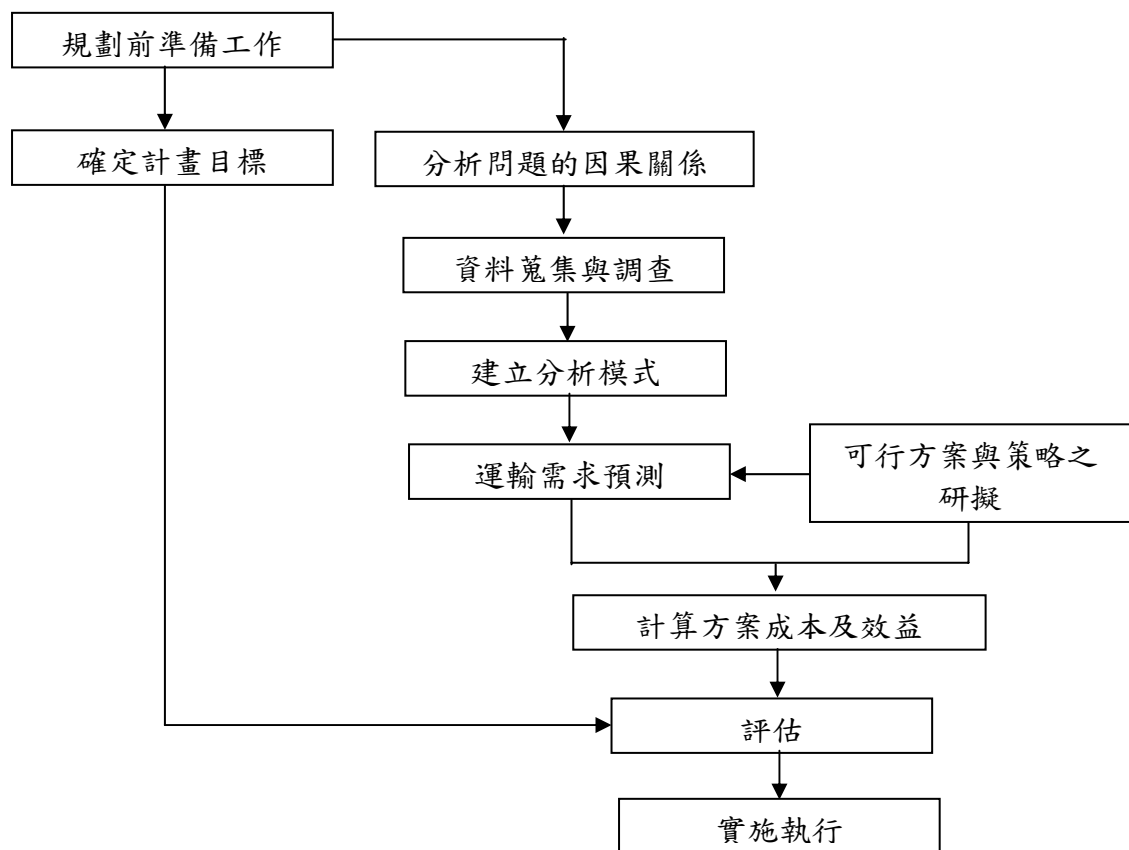 規劃前準備工作
確定計畫目標
分析問題的因果關係
資料蒐集與調查
建立分析模式
運輸需求預測
可行方案與策略之
研擬
計算方案成本及效益
評估
實施執行